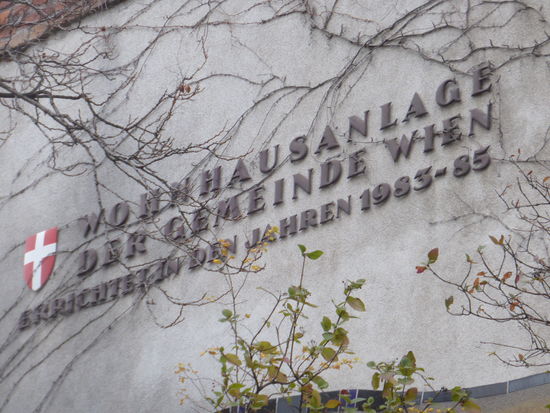 WOHNHAUSANLAGE
DER GEMEINDE WIEN
ERRICHTET IN DEN JAHREN 1983-85